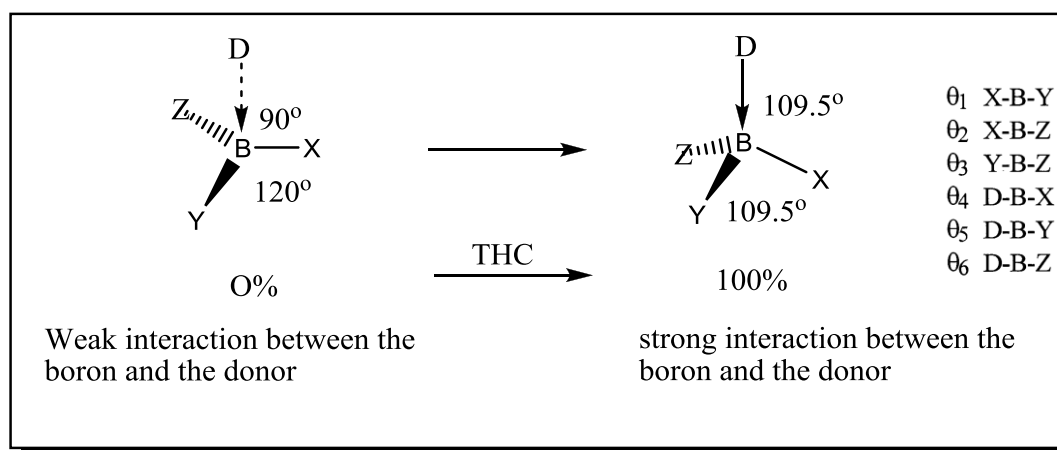 D
Z
90°
B
X
Y
120°
O%
Weak interaction between the
boron and the donor
THC
D
109.5°
Z
B
X
Y
109.5°
100%
strong interaction between the
boron and the donor
θ1 X-B-Y
θ2 X-B-Z
θ3 Y-B-Z
θ4 D-B-X
θ5 D-B-Y
θ6 D-B-Z